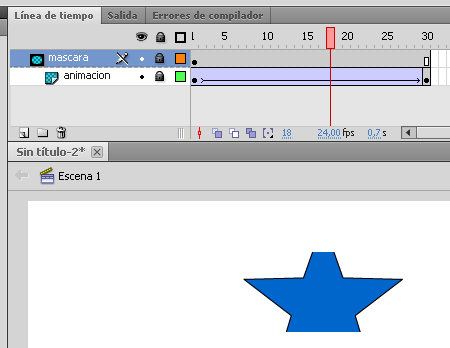 Línea de tiempo Salida Errores de compilador
1 5 10 15 20 25 30
mascara
animacion
18 24,00 fps 0,7 s
Sin título-2*
Escena 1